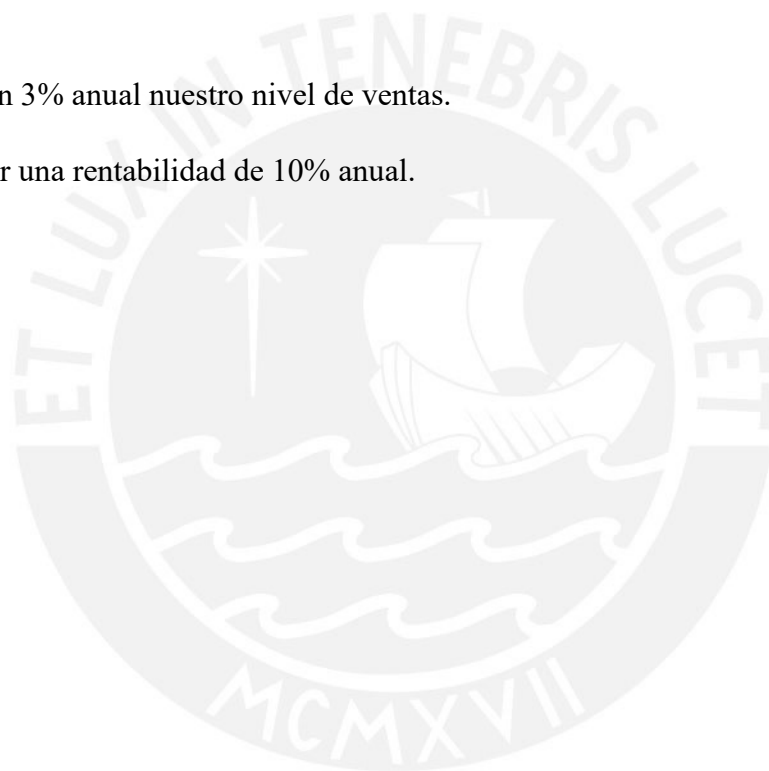 n 3% anual nuestro nivel de ventas.
r una rentabilidad de 10% anual.
ET LUX IN TENEBRIS LUCET
MCMXVII